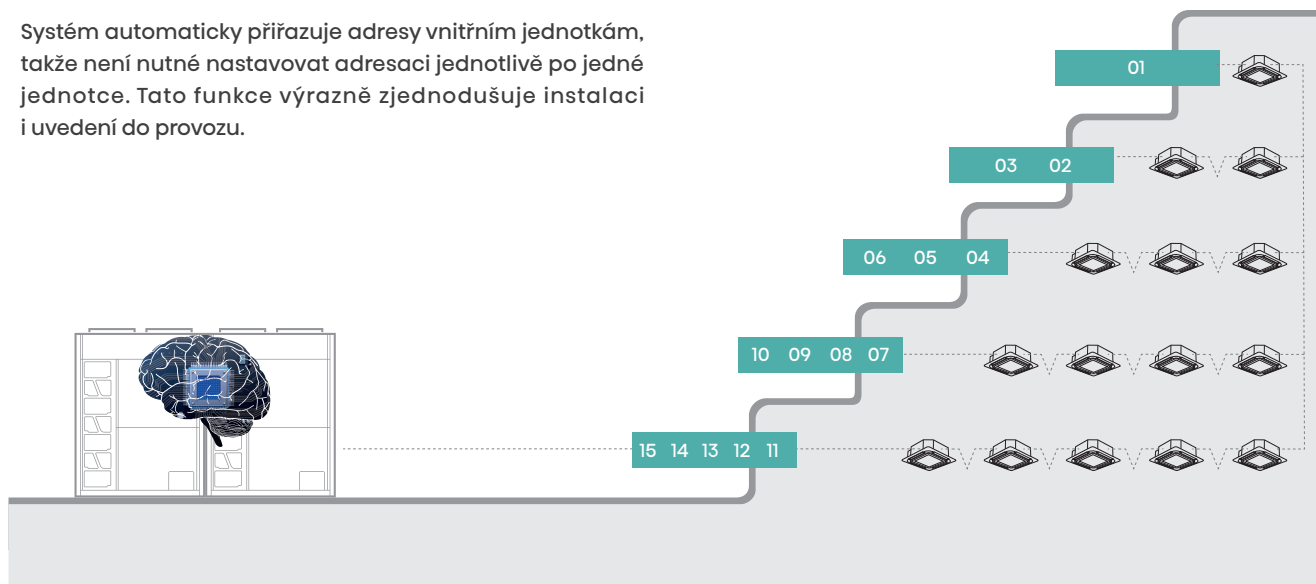 Systém automaticky přiřazuje adresy vnitřním jednotkám,
takže není nutné nastavovat adresaci jednotlivě po jedné
jednotce. Tato funkce výrazně zjednodušuje instalaci
i uvedení do provozu.
01
03 02
06 05 04
10 09 08 07
15 14 13 12 11